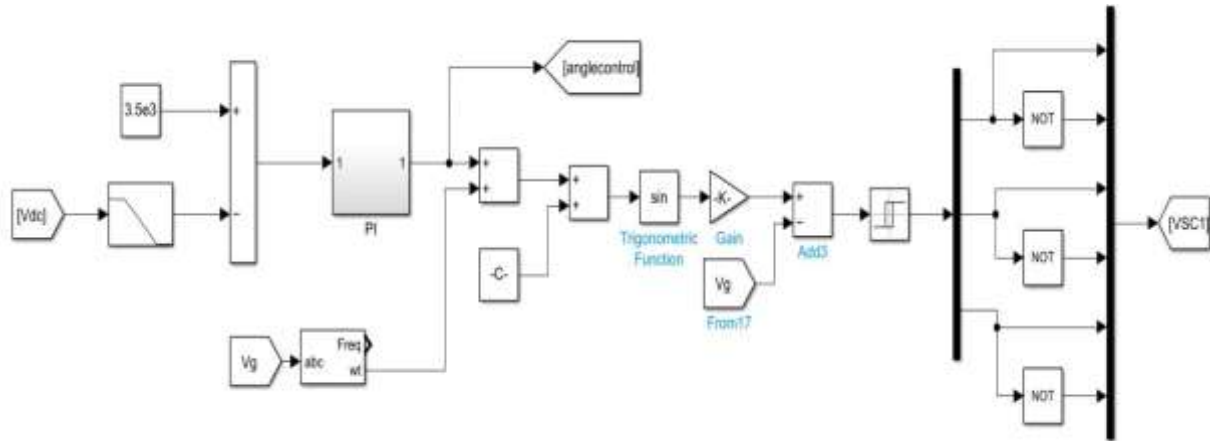 [anglecontrol]
3.5e3
+
NOT
1
1
+
+
[Vdc]
−
PI
+
+
sin
-K-
+
−
[VSC1]
Trigonometric
Function
Gain
Add3
NOT
-C-
Vg
From17
Vg
abc
Freq
wt
NOT